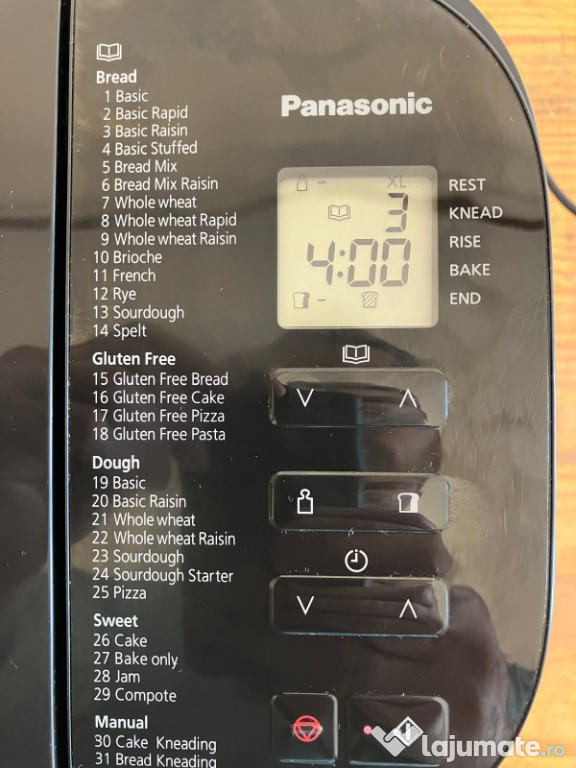 Bread
1 Basic
2 Basic Rapid
3 Basic Raisin
4 Basic Stuffed
5 Bread Mix
6 Bread Mix Raisin
7 Whole wheat
8 Whole wheat Rapid
9 Whole wheat Raisin
10 Brioche
11 French
12 Rye
13 Sourdough
14 Spelt
Gluten Free
15 Gluten Free Bread
16 Gluten Free Cake
17 Gluten Free Pizza
18 Gluten Free Pasta
Dough
19 Basic
20 Basic Raisin
21 Whole wheat
22 Whole wheat Raisin
23 Sourdough
24 Sourdough Starter
25 Pizza
Sweet
26 Cake
27 Bake only
28 Jam
29 Compote
Manual
30 Cake Kneading
31 Bread Kneading
Panasonic
XL
3
4:00
REST
KNEAD
RISE
BAKE
END
lajumate.ro